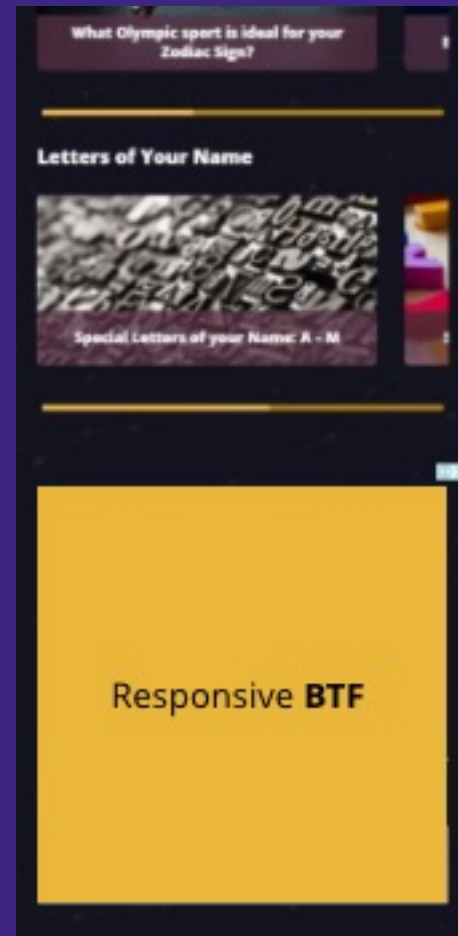 What Olympic sport is ideal for your
Zodiac Sign?
Letters of Your Name
Special Letters of your Name: A - M
Responsive BTF